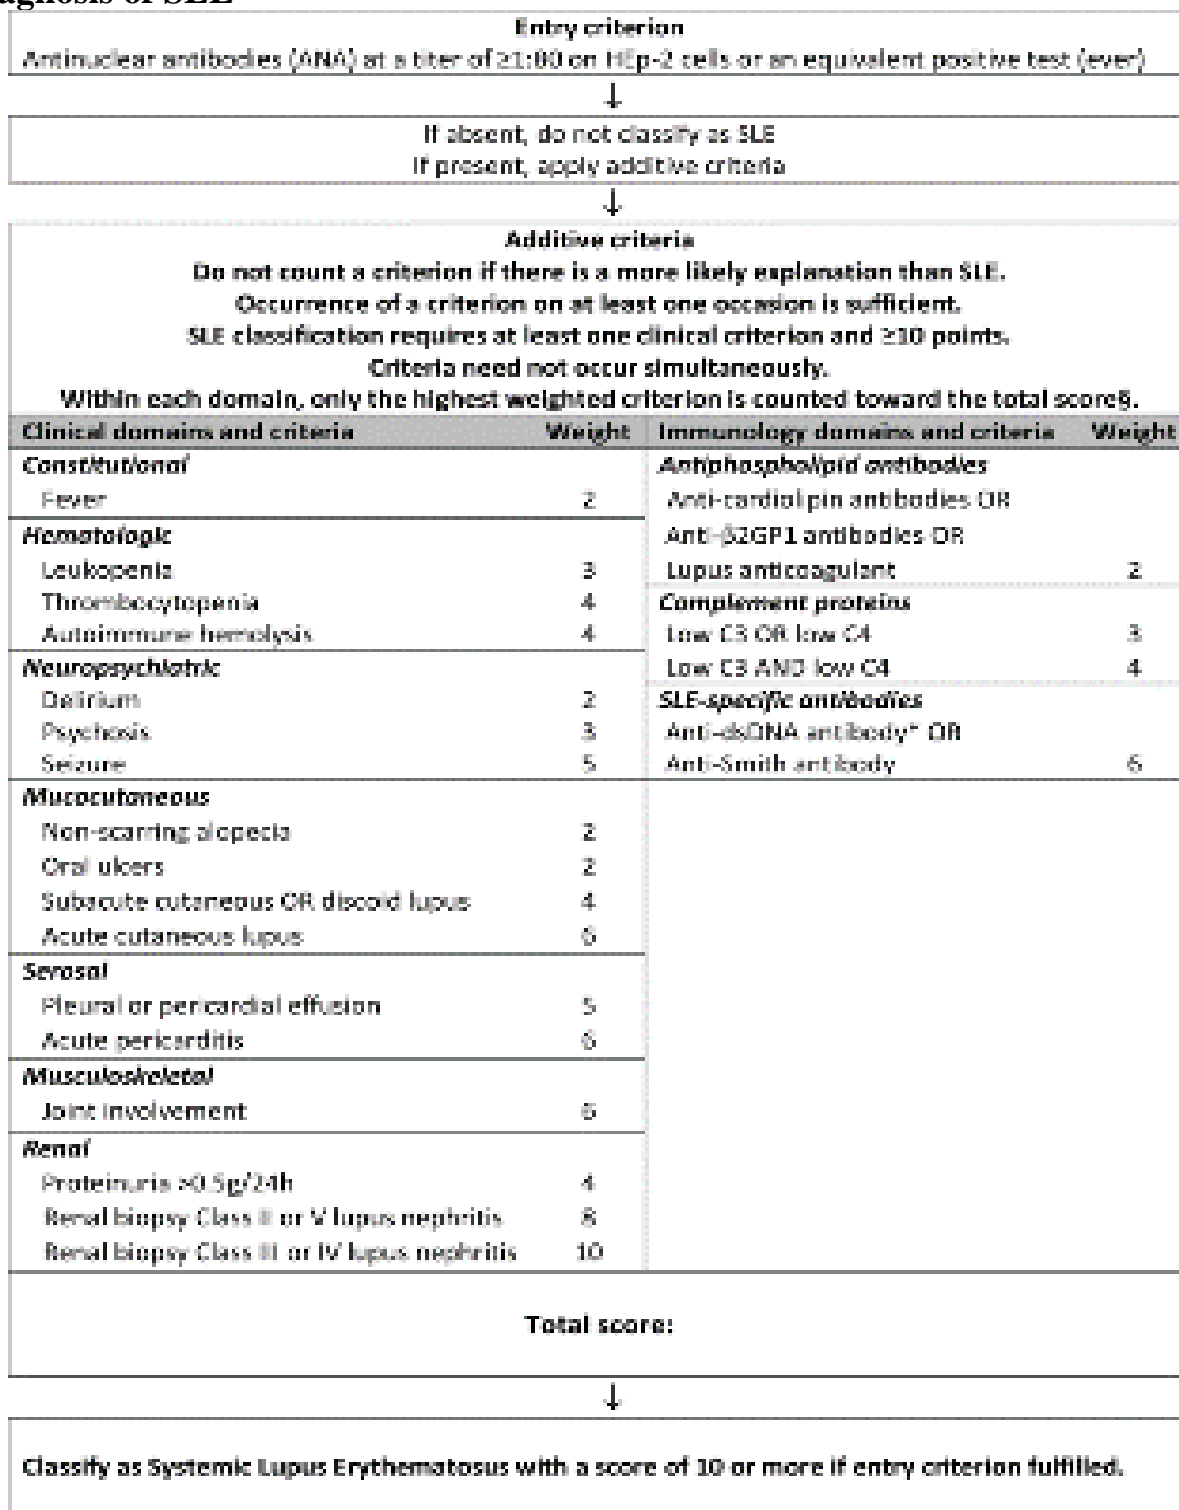 agnosis of SLE
Entry criterion
Antinuclear antibodies (ANA) at a titer of ≥1:80 on HEp-2 cells or an equivalent positive test (ever)
↓
If absent, do not classify as SLE
If present, apply additive criteria
↓
Additive criteria
Do not count a criterion if there is a more likely explanation than SLE.
Occurrence of a criterion on at least one occasion is sufficient.
SLE classification requires at least one clinical criterion and ≥10 points.
Criteria need not occur simultaneously.
Within each domain, only the highest weighted criterion is counted toward the total score§.
Clinical domains and criteria Weight Immunology domains and criteria Weight
Constitutional Antiphospholipid antibodies
Fever 2 Anti-cardiolipin antibodies OR
Hematologic Anti-β2GP1 antibodies OR
Leukopenia 3 Lupus anticoagulant 2
Thrombocytopenia 4 Complement proteins
Autoimmune hemolysis 4 Low C3 OR low C4 3
Neuropsychiatric Low C3 AND low C4 4
Delirium 2 SLE-specific antibodies
Psychosis 3 Anti-dsDNA antibody* OR
Seizure 5 Anti-Smith antibody 6
Mucocutaneous
Non-scarring alopecia 2
Oral ulcers 2
Subacute cutaneous OR discoid lupus 4
Acute cutaneous lupus 6
Serosal
Pleural or pericardial effusion 5
Acute pericarditis 6
Musculoskeletal
Joint involvement 6
Renal
Proteinuria >0.5g/24h 4
Renal biopsy Class II or V lupus nephritis 8
Renal biopsy Class III or IV lupus nephritis 10
Total score:
↓
Classify as Systemic Lupus Erythematosus with a score of 10 or more if entry criterion fulfilled.